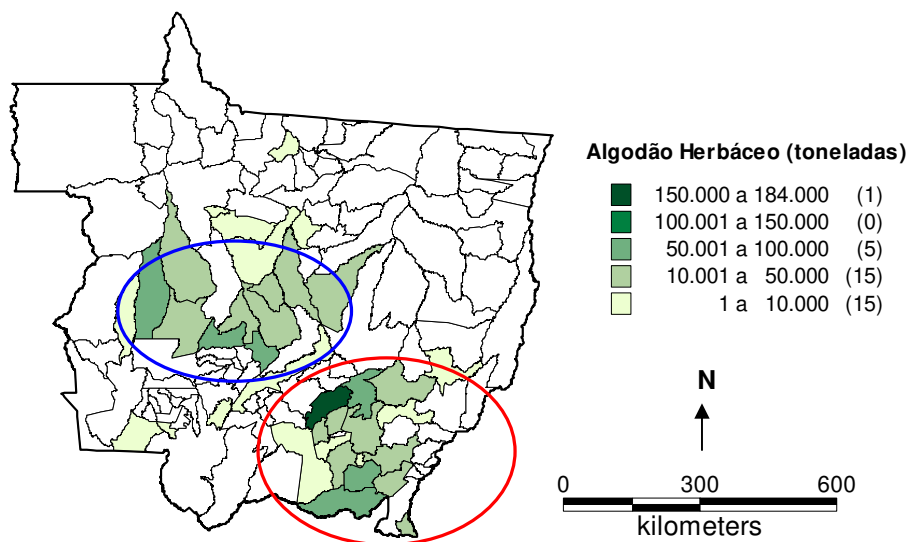 Algodão Herbáceo (toneladas)
150.000 a 184.000 (1)
100.001 a 150.000 (0)
50.001 a 100.000 (5)
10.001 a 50.000 (15)
1 a 10.000 (15)
N
0 300 600
kilometers